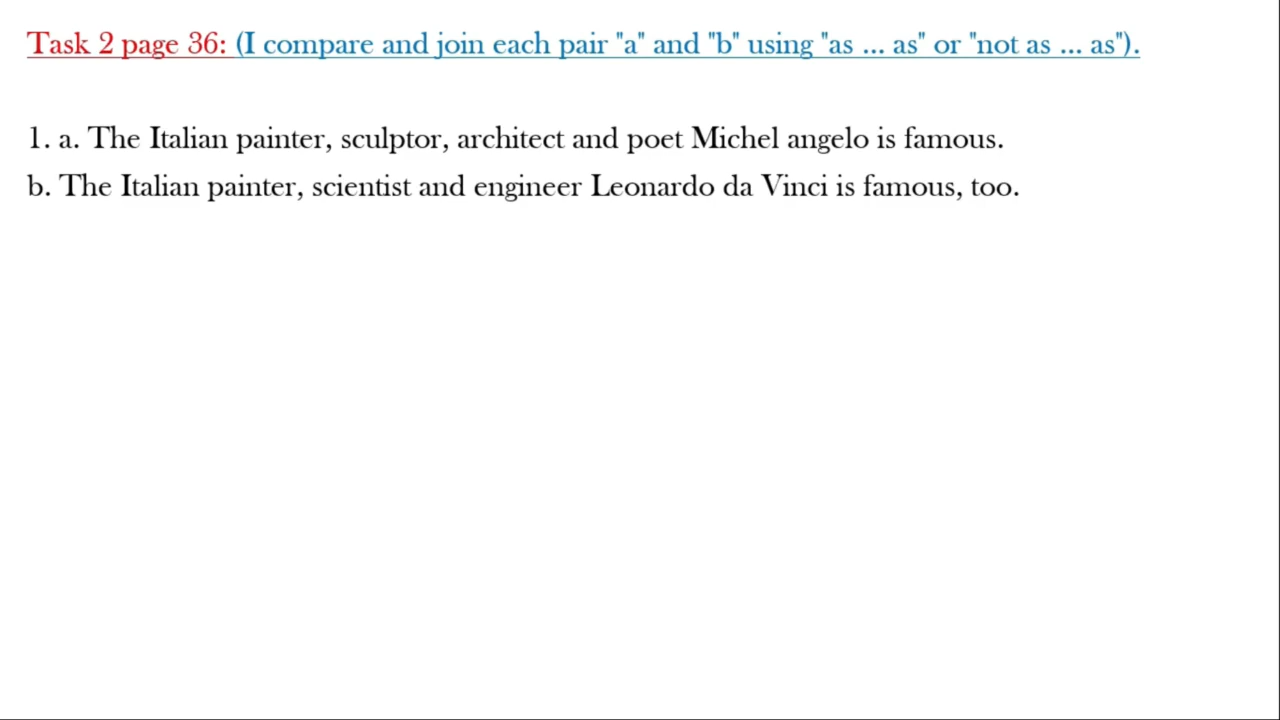 Task 2 page 36: (I compare and join each pair "a" and "b" using "as ... as" or "not as ... as").
1. a. The Italian painter, sculptor, architect and poet Michel angelo is famous.
b. The Italian painter, scientist and engineer Leonardo da Vinci is famous, too.